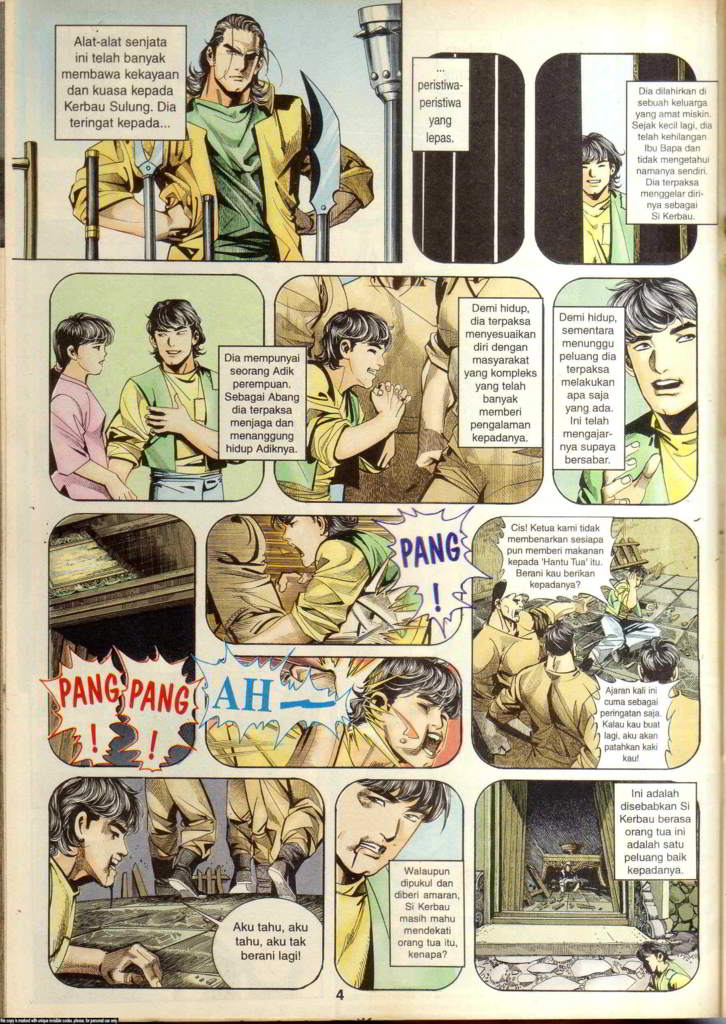 Alat-alat senjata
ini telah banyak
membawa kekayaan
dan kuasa kepada
Kerbau Sulung. Dia
teringat kepada...
...
peristiwa-
peristiwa
yang
lepas.
Dia dilahirkan di
sebuah keluarga
yang amat miskin.
Sejak kecil lagi, dia
telah kehilangan
Ibu Bapa dan
tidak mengetahui
namanya sendiri.
Dia terpaksa
menggelar diri-
nya sebagai
Si Kerbau.
Dia mempunyai
seorang Adik
perempuan.
Sebagai Abang
dia terpaksa
menjaga dan
menanggung
hidup Adiknya.
Demi hidup,
dia terpaksa
menyesuaikan
diri dengan
masyarakat
yang kompleks
yang telah
banyak
memberi
pengalaman
kepadanya.
Demi hidup,
sementara
menunggu
peluang dia
terpaksa
melakukan
apa saja
yang ada.
Ini telah
mengajar-
nya supaya
bersabar.
PANG
!
Cis! Ketua kami tidak
membenarkan sesiapa
pun memberi makanan
kepada 'Hantu Tua' itu.
Berani kau berikan
kepadanya?
PANG PANG
! !
AH—
Ajaran kali ini
cuma sebagai
peringatan saja.
Kalau kau buat
lagi, aku akan
patahkan kaki
kau!
Aku tahu, aku
tahu, aku tak
berani lagi!
Walaupun
dipukul dan
diberi amaran,
Si Kerbau
masih mahu
mendekati
orang tua itu,
kenapa?
Ini adalah
disebabkan Si
Kerbau berasa
orang tua ini
adalah satu
peluang baik
kepadanya.
4